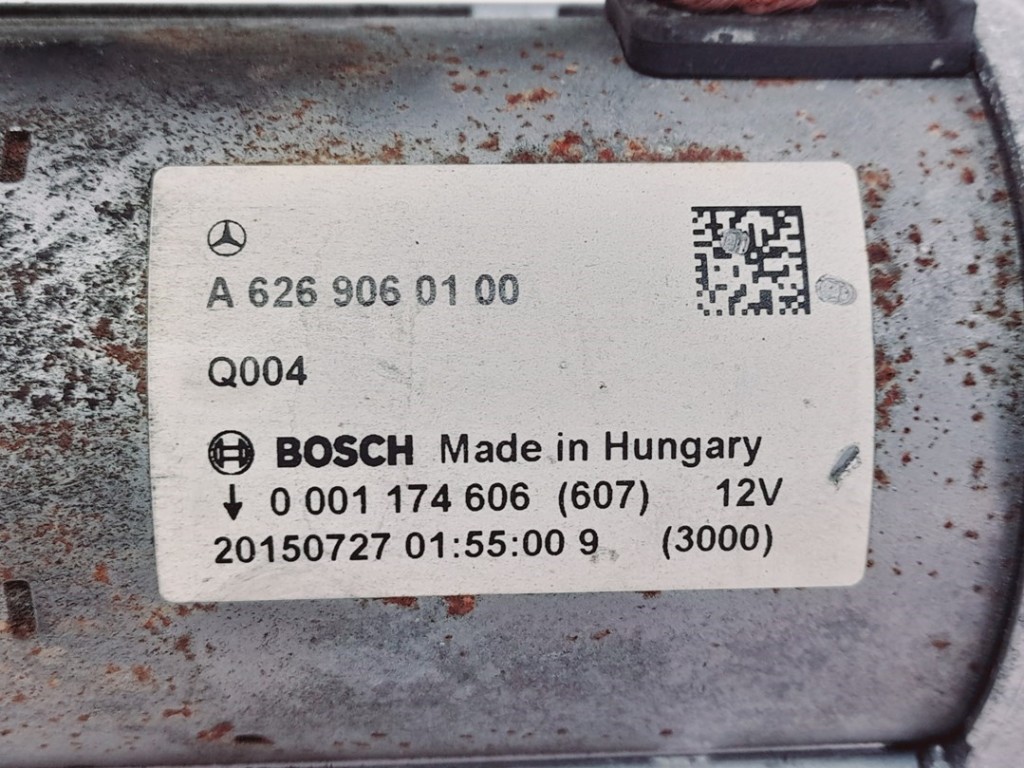 A 626 906 01 00
Q004
BOSCH Made in Hungary
↓ 0 001 174 606 (607) 12V
20150727 01:55:00 9 (3000)